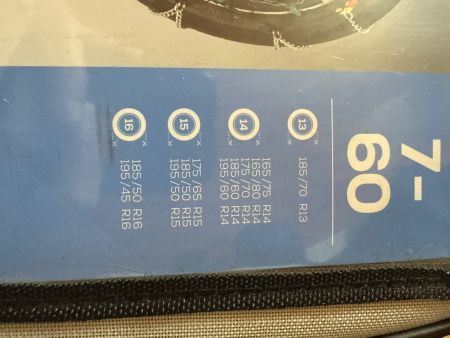 7-
60
13
185/70 R13
14
165/75 R14
165/80 R14
175/70 R14
185/60 R14
195/60 R14
15
175/65 R15
185/50 R15
195/50 R15
16
185/50 R16
195/45 R16